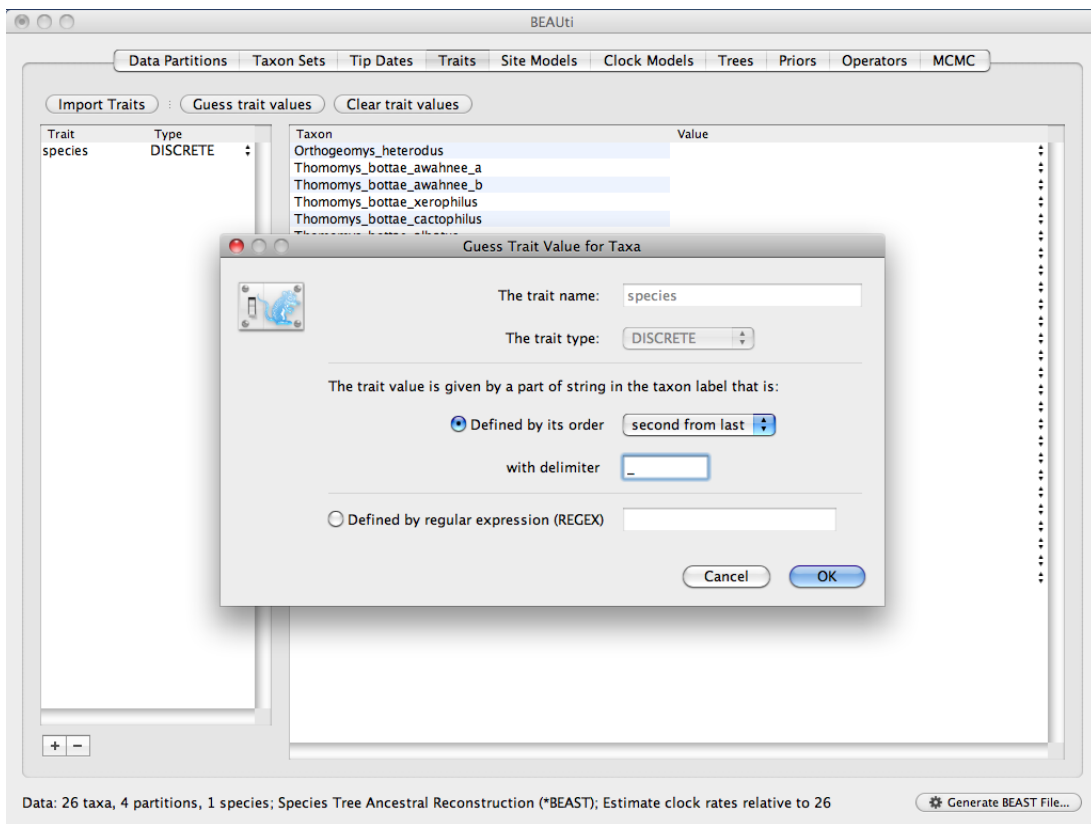 BEAUti
Data Partitions Taxon Sets Tip Dates Traits Site Models Clock Models Trees Priors Operators MCMC
Import Traits Guess trait values Clear trait values
Trait Type Taxon Value
species DISCRETE Orthogeomys_heterodus
Thomomys_bottae_awahnee_a
Thomomys_bottae_awahnee_b
Thomomys_bottae_xerophilus
Thomomys_bottae_cactophilus
Guess Trait Value for Taxa
The trait name: species
The trait type: DISCRETE
The trait value is given by a part of string in the taxon label that is:
Defined by its order second from last
with delimiter _
Defined by regular expression (REGEX)
Cancel OK
+ −
Data: 26 taxa, 4 partitions, 1 species; Species Tree Ancestral Reconstruction (*BEAST); Estimate clock rates relative to 26 Generate BEAST File...